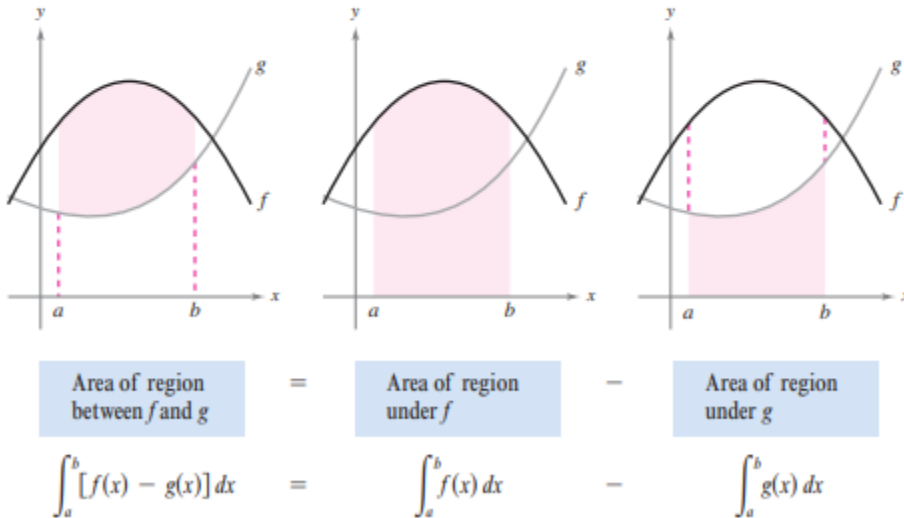 y y y
g g g
f f f
a b x a b x a b x
Area of region = Area of region − Area of region
between f and g under f under g
∫_a^b [f(x) − g(x)] dx = ∫_a^b f(x) dx − ∫_a^b g(x) dx